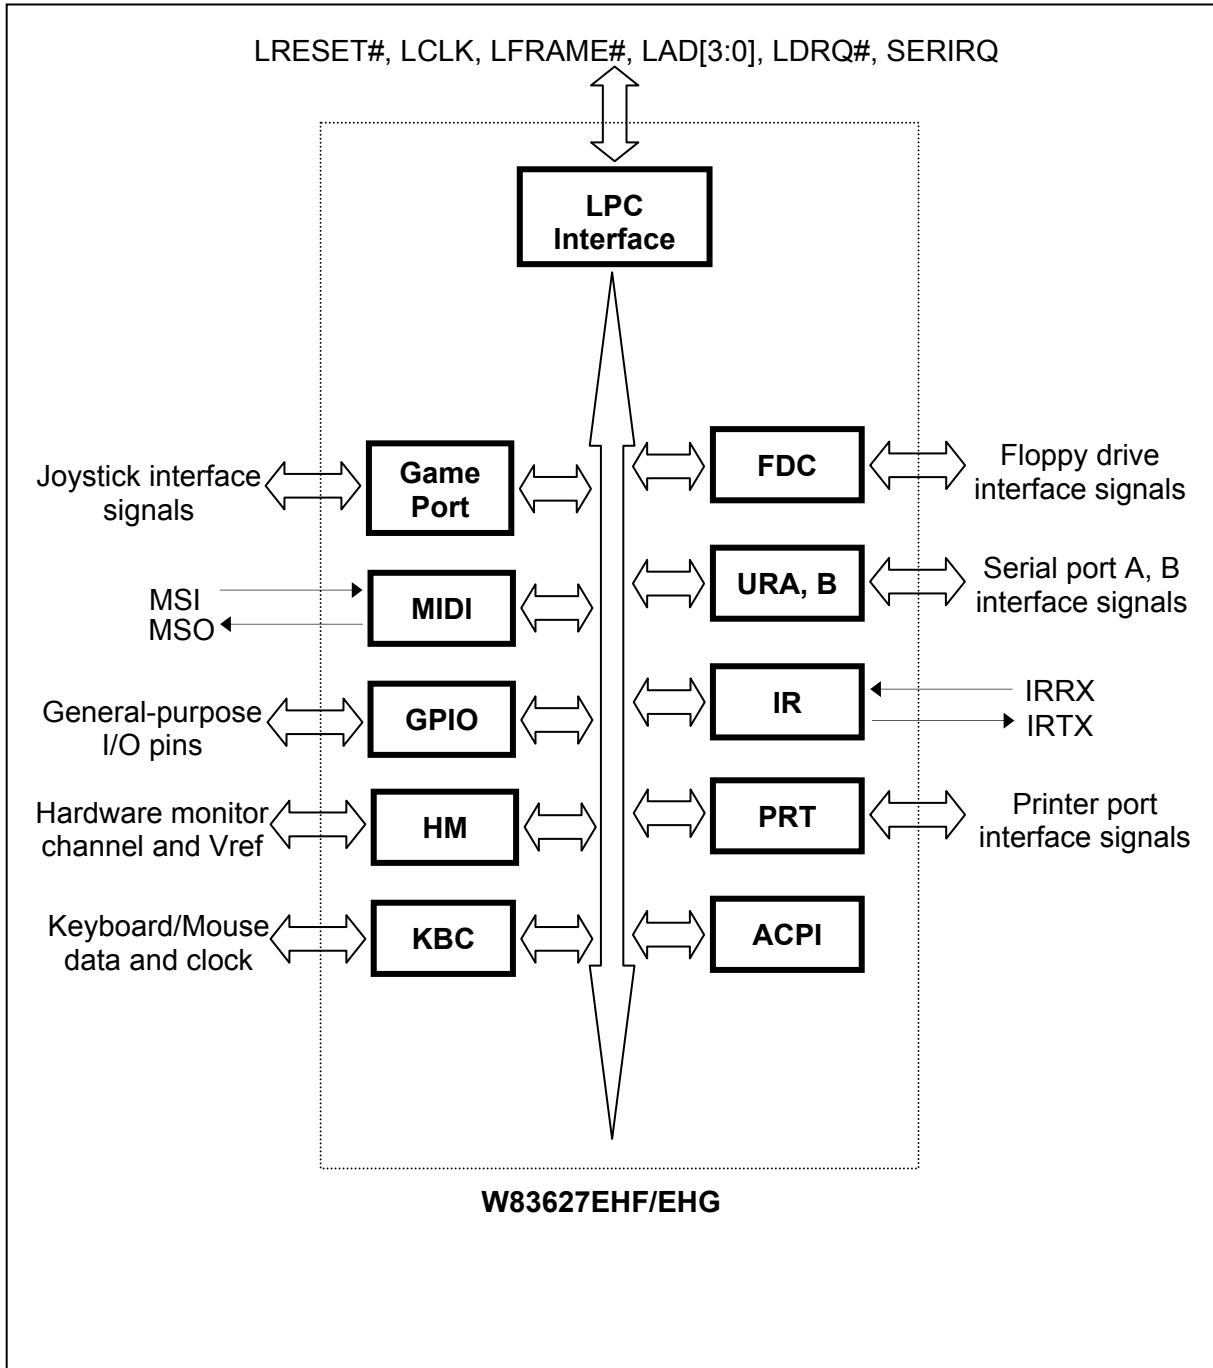 LRESET#, LCLK, LFRAME#, LAD[3:0], LDRQ#, SERIRQ
LPC
Interface
Joystick interface
signals
Game
Port
FDC
Floppy drive
interface signals
MSI
MSO
MIDI
URA, B
Serial port A, B
interface signals
General-purpose
I/O pins
GPIO
IR
IRRX
IRTX
Hardware monitor
channel and Vref
HM
PRT
Printer port
interface signals
Keyboard/Mouse
data and clock
KBC
ACPI
W83627EHF/EHG